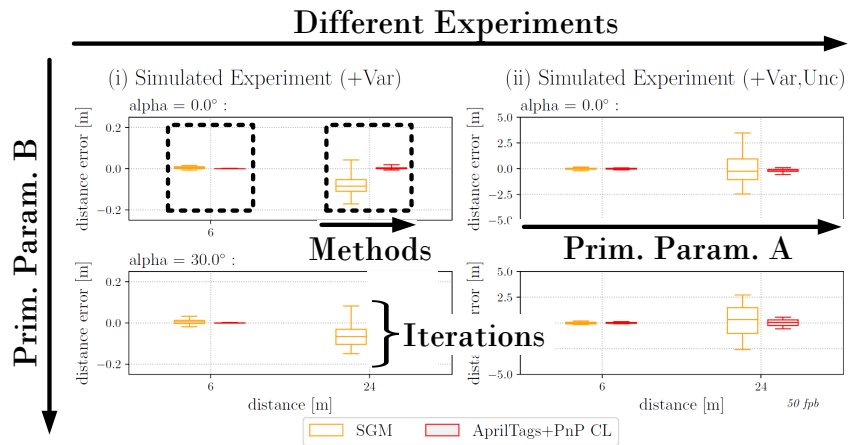 Different Experiments
Prim. Param. B
(i) Simulated Experiment (+Var)
alpha = 0.0° :
distance error [m]
0.2
0.0
−0.2
6
Methods
(ii) Simulated Experiment (+Var,Unc)
alpha = 0.0° :
distance error [m]
5.0
2.5
0.0
−2.5
−5.0
Prim. Param. A
alpha = 30.0° :
distance error [m]
0.2
0.0
−0.2
6
24
distance [m]
Iterations
5.0
2.5
0.0
−5.0
6
24
distance [m]
50 fpb
SGM
AprilTags+PnP CL